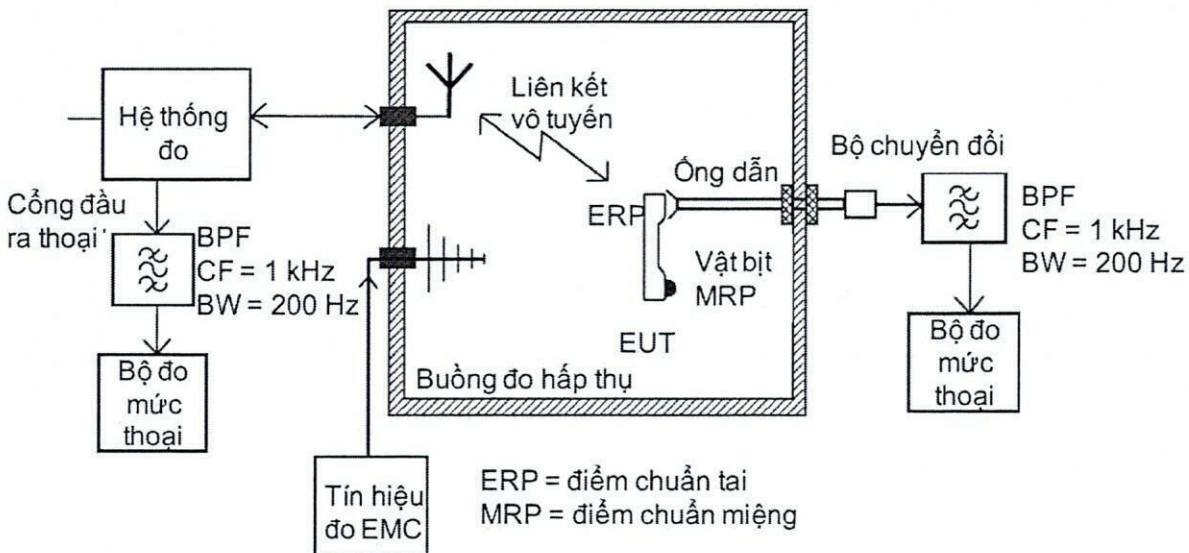 Hệ thống
đo
Cổng đầu
ra thoại
BPF
CF = 1 kHz
BW = 200 Hz
Bộ đo
mức
thoại
Liên kết
vô tuyến
Ống dẫn
ERP
Vật bịt
MRP
EUT
Buồng đo hấp thụ
Bộ chuyển đổi
BPF
CF = 1 kHz
BW = 200 Hz
Bộ đo
mức
thoại
Tín hiệu
đo EMC
ERP = điểm chuẩn tai
MRP = điểm chuẩn miệng